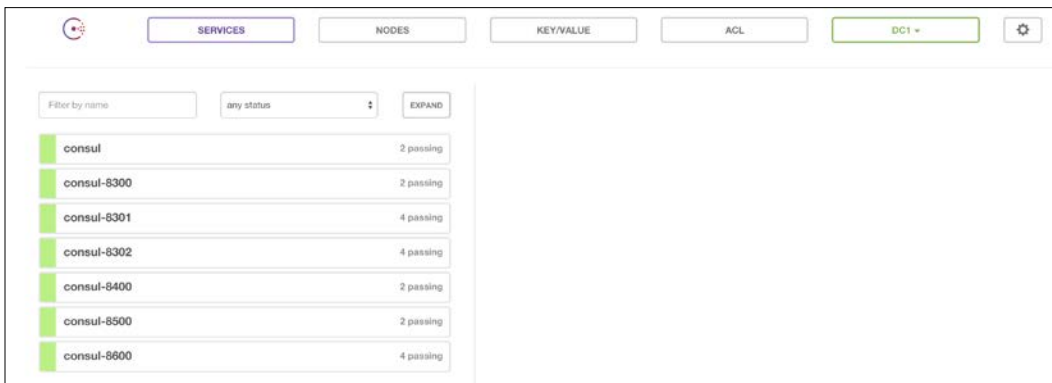 SERVICES NODES KEY/VALUE ACL DC1
Filter by name any status EXPAND
consul 2 passing
consul-8300 2 passing
consul-8301 4 passing
consul-8302 4 passing
consul-8400 2 passing
consul-8500 2 passing
consul-8600 4 passing